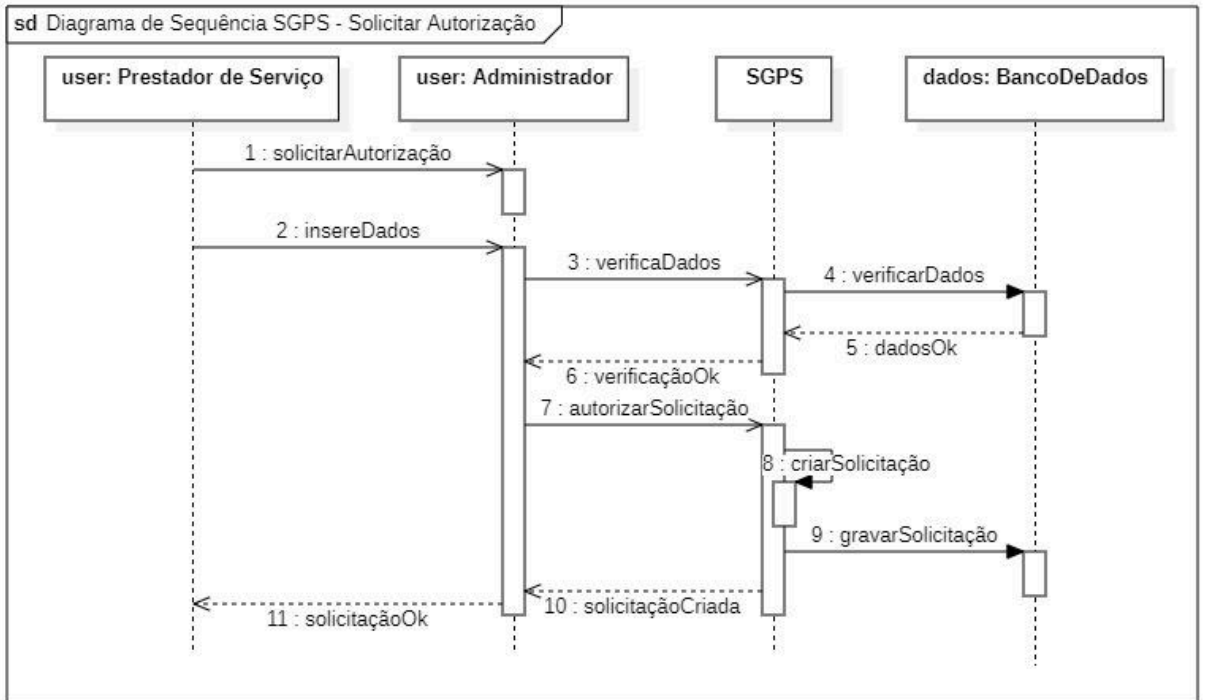 sd Diagrama de Sequência SGPS - Solicitar Autorização
user: Prestador de Serviço
user: Administrador
SGPS
dados: BancoDeDados
1 : solicitarAutorização
2 : insereDados
3 : verificaDados
4 : verificarDados
5 : dadosOk
6 : verificaçãoOk
7 : autorizarSolicitação
8 : criarSolicitação
9 : gravarSolicitação
10 : solicitaçãoCriada
11 : solicitaçãoOk